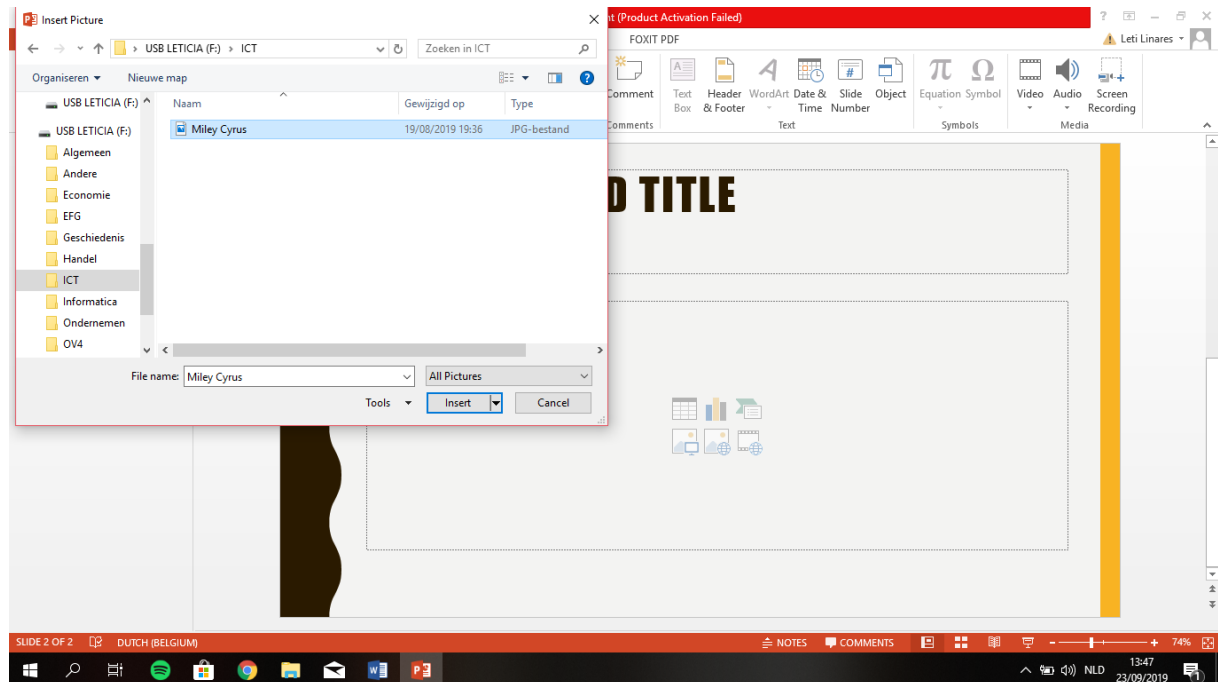 Insert Picture
nt (Product Activation Failed)
USB LETICIA (F:) > ICT
Zoeken in ICT
FOXIT PDF
Leti Linares
Organiseren
Nieuwe map
USB LETICIA (F:)
Naam
Gewijzigd op
Type
USB LETICIA (F:)
Miley Cyrus
19/08/2019 19:36
JPG-bestand
Algemeen
Andere
Economie
EFG
Geschiedenis
Handel
ICT
Informatica
Ondernemen
OV4
File name:
Miley Cyrus
All Pictures
Tools
Insert
Cancel
Comment
Text Box
Header & Footer
WordArt
Date & Time
Slide Number
Object
Equation
Symbol
Video
Audio
Screen Recording
Comments
Text
Symbols
Media
D TITLE
SLIDE 2 OF 2
DUTCH (BELGIUM)
NOTES
COMMENTS
74%
NLD
13:47
23/09/2019